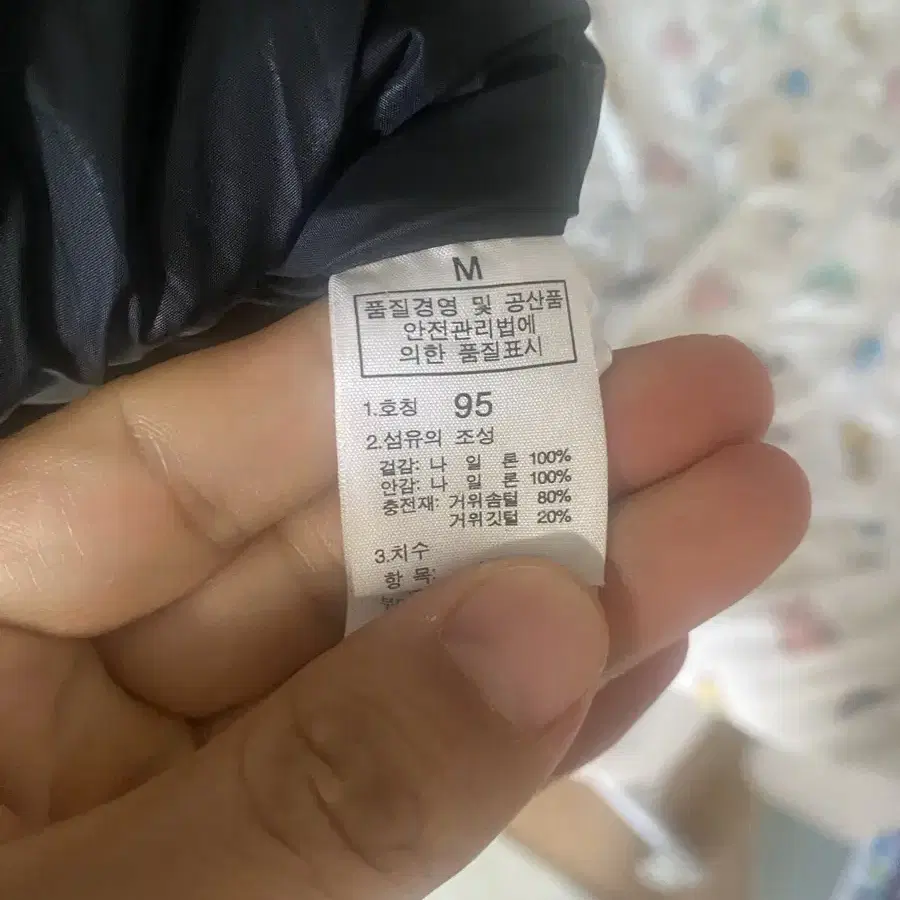 M
품질경영 및 공산품
안전관리법에
의한 품질표시
1.호칭 95
2.섬유의 조성
겉감: 나 일 론 100%
안감: 나 일 론 100%
충전재: 거위솜털 80%
거위깃털 20%
3.치수
항 목: